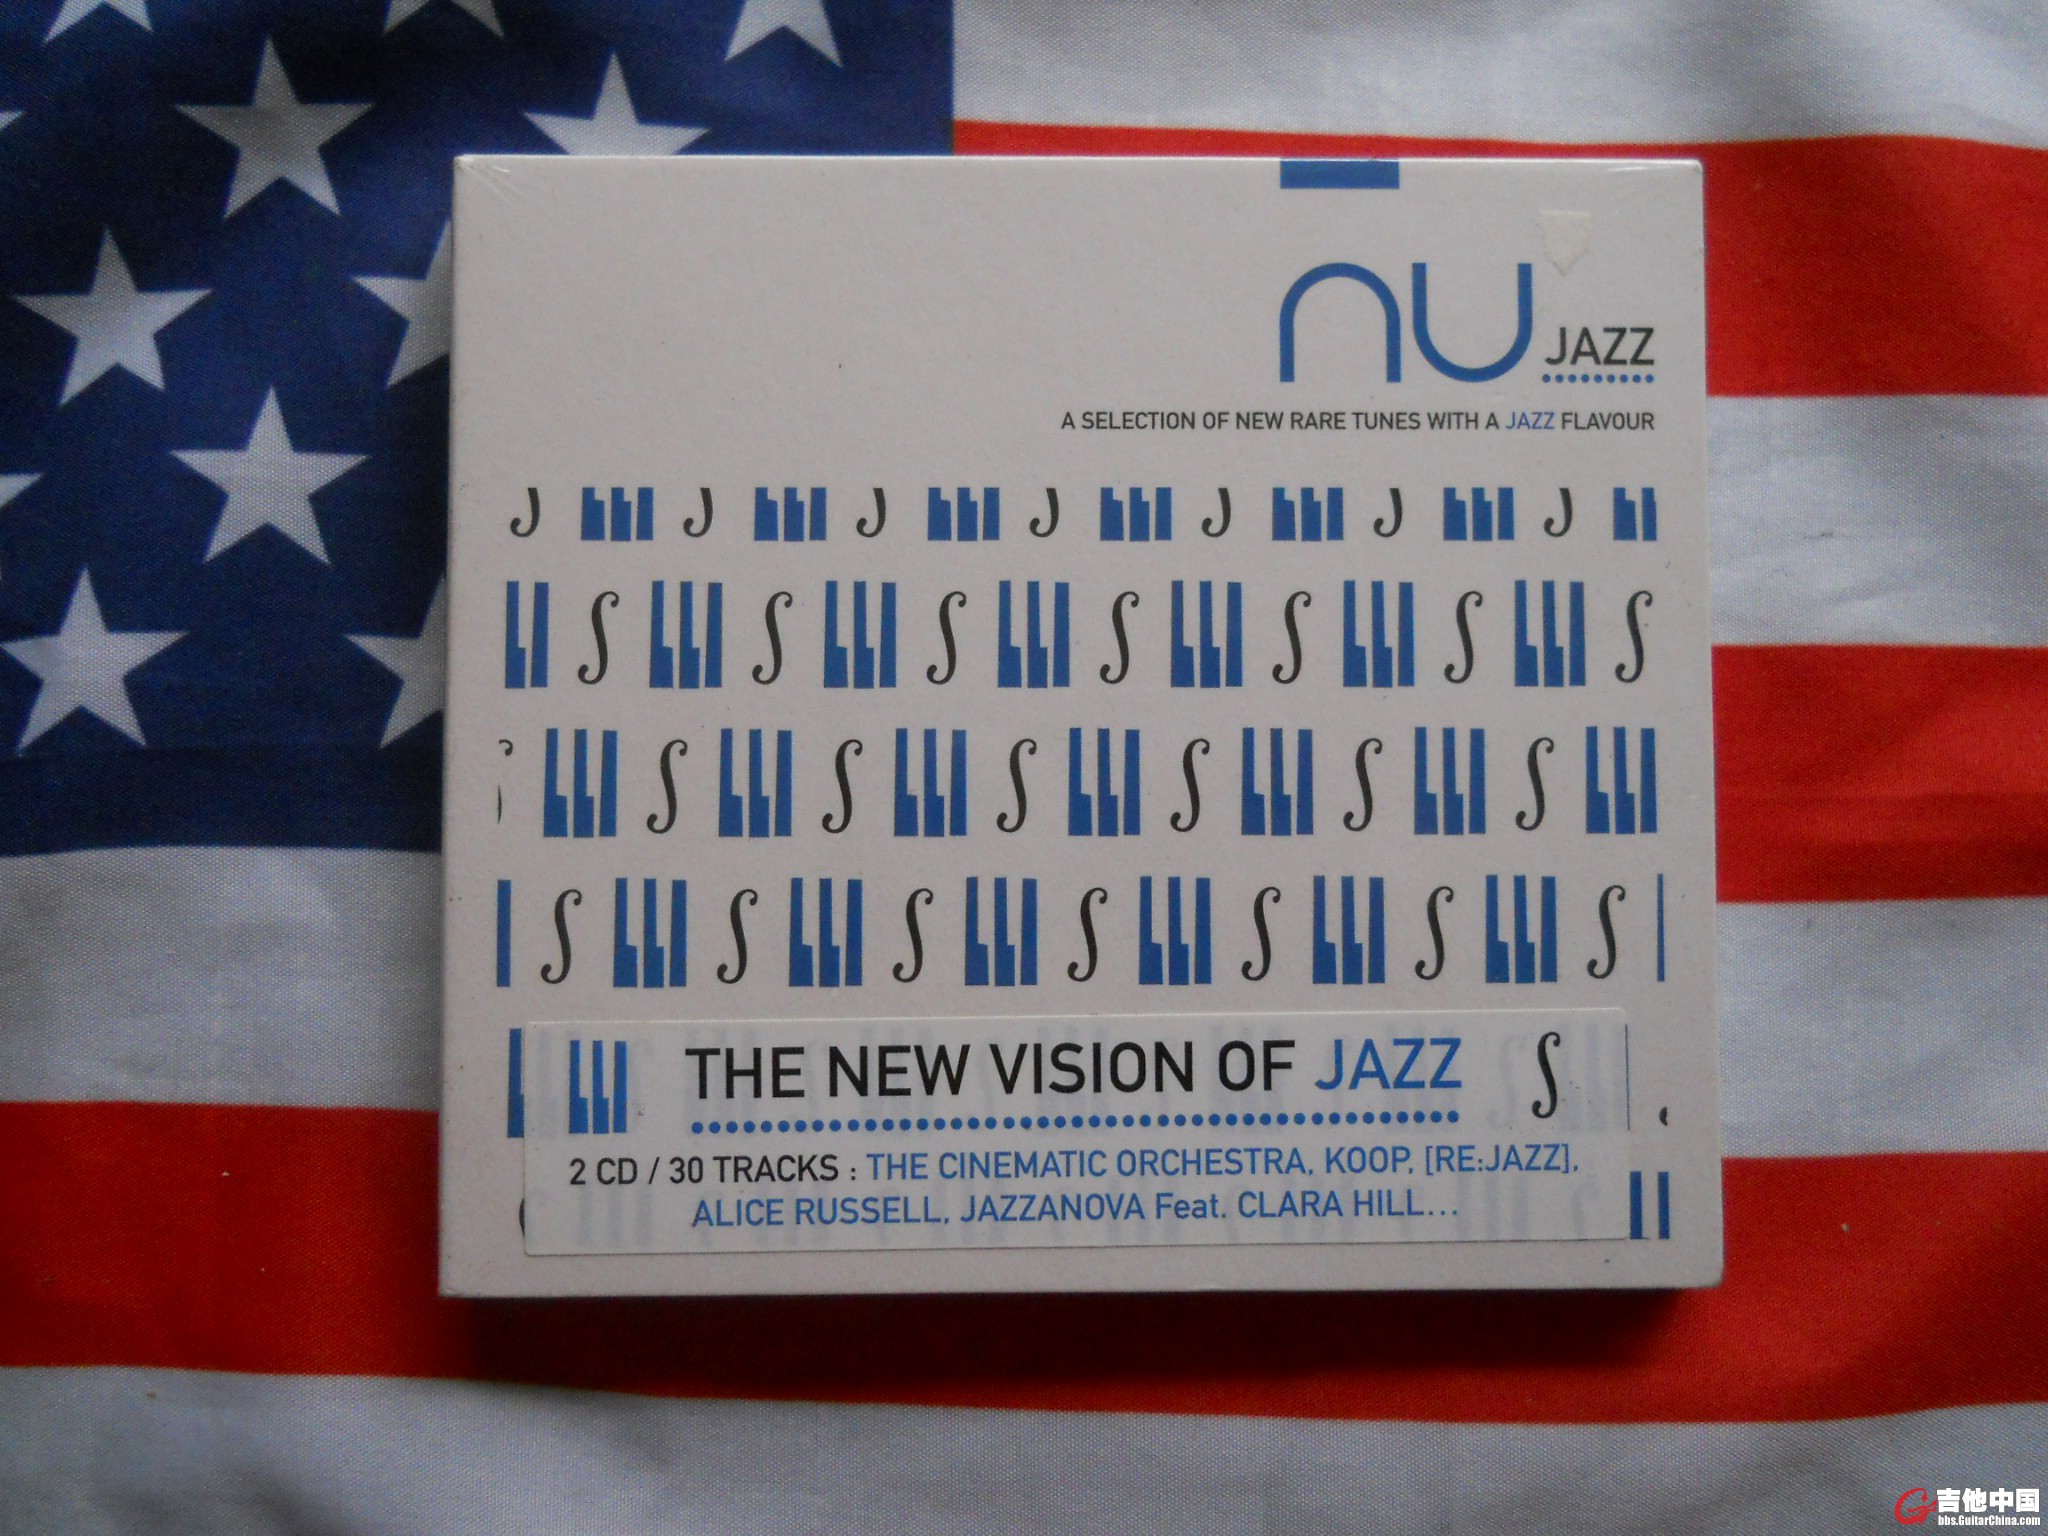 nu JAZZ
A SELECTION OF NEW RARE TUNES WITH A JAZZ FLAVOUR
THE NEW VISION OF JAZZ
2 CD / 30 TRACKS : THE CINEMATIC ORCHESTRA, KOOP, [RE:JAZZ],
ALICE RUSSELL, JAZZANOVA Feat. CLARA HILL...
吉他中国
bbs.GuitarChina.com